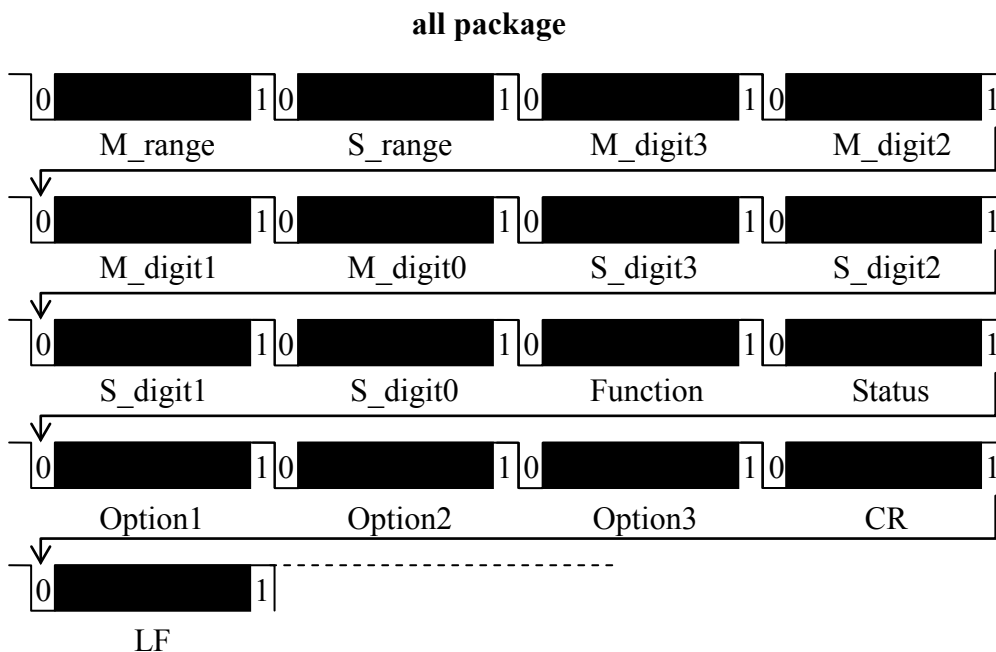 all package
0 1 0 1 0 1 0 1
M_range S_range M_digit3 M_digit2
0 1 0 1 0 1 0 1
M_digit1 M_digit0 S_digit3 S_digit2
0 1 0 1 0 1 0 1
S_digit1 S_digit0 Function Status
0 1 0 1 0 1 0 1
Option1 Option2 Option3 CR
0 1
LF